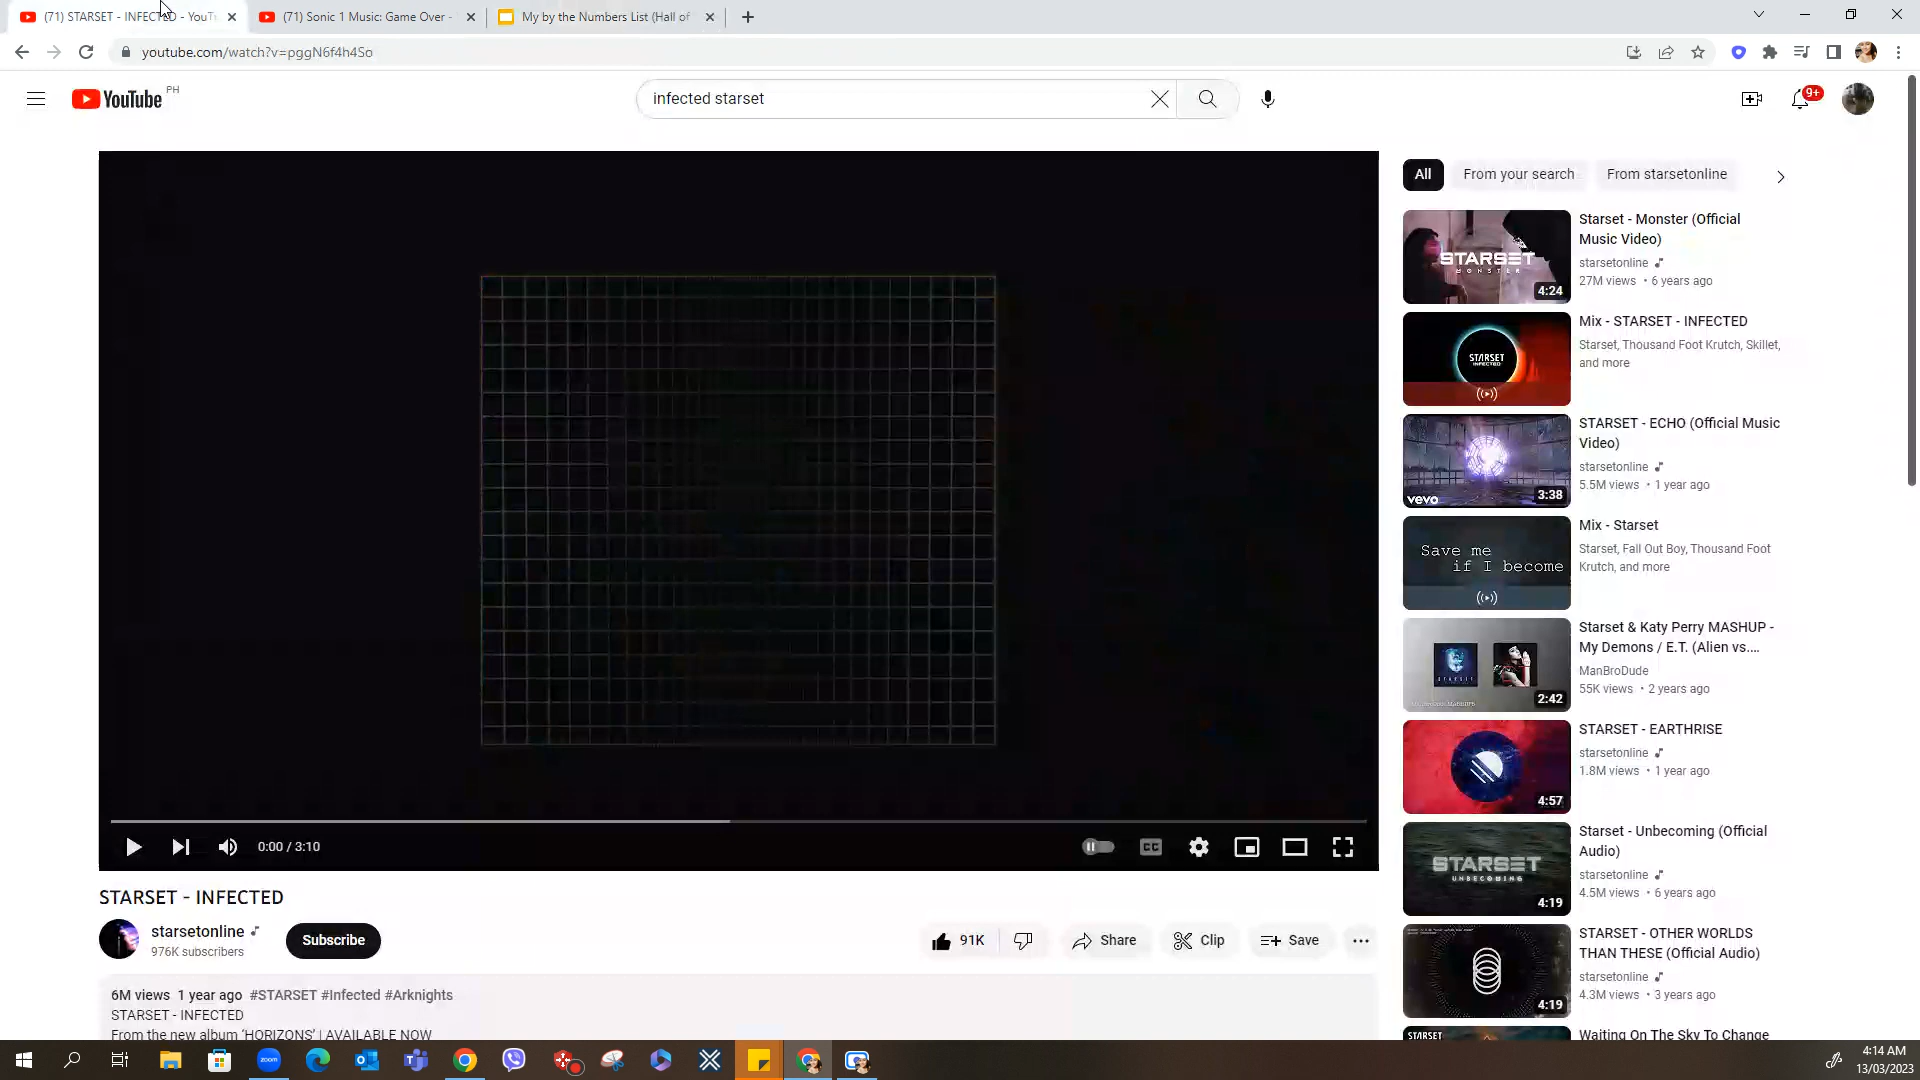 (71) STARSET - INFECTED - YouT
(71) Sonic 1 Music: Game Over -
My by the Numbers List (Hall of
youtube.com/watch?v=pggN6f4h4So
YouTube PH
infected starset
9+
All
From your search
From starsetonline
STARSET
MONSTER
4:24
Starset - Monster (Official
Music Video)
starsetonline
27M views • 6 years ago
STARSET
INFECTED
Mix - STARSET - INFECTED
Starset, Thousand Foot Krutch, Skillet,
and more
vevo
3:38
STARSET - ECHO (Official Music
Video)
starsetonline
5.5M views • 1 year ago
Save me
if I become
Mix - Starset
Starset, Fall Out Boy, Thousand Foot
Krutch, and more
STARSET
2:42
Starset & Katy Perry MASHUP -
My Demons / E.T. (Alien vs....
ManBroDude
55K views • 2 years ago
4:57
STARSET - EARTHRISE
starsetonline
1.8M views • 1 year ago
STARSET
UNBECOMING
4:19
Starset - Unbecoming (Official
Audio)
starsetonline
4.5M views • 6 years ago
4:19
STARSET - OTHER WORLDS
THAN THESE (Official Audio)
starsetonline
4.3M views • 3 years ago
STARSET
Waiting On The Sky To Change
0:00 / 3:10
CC
STARSET - INFECTED
starsetonline
976K subscribers
Subscribe
91K
Share
Clip
Save
6M views 1 year ago #STARSET #Infected #Arknights
STARSET - INFECTED
From the new album 'HORIZONS' | AVAILABLE NOW
zoom
4:14 AM
13/03/2023